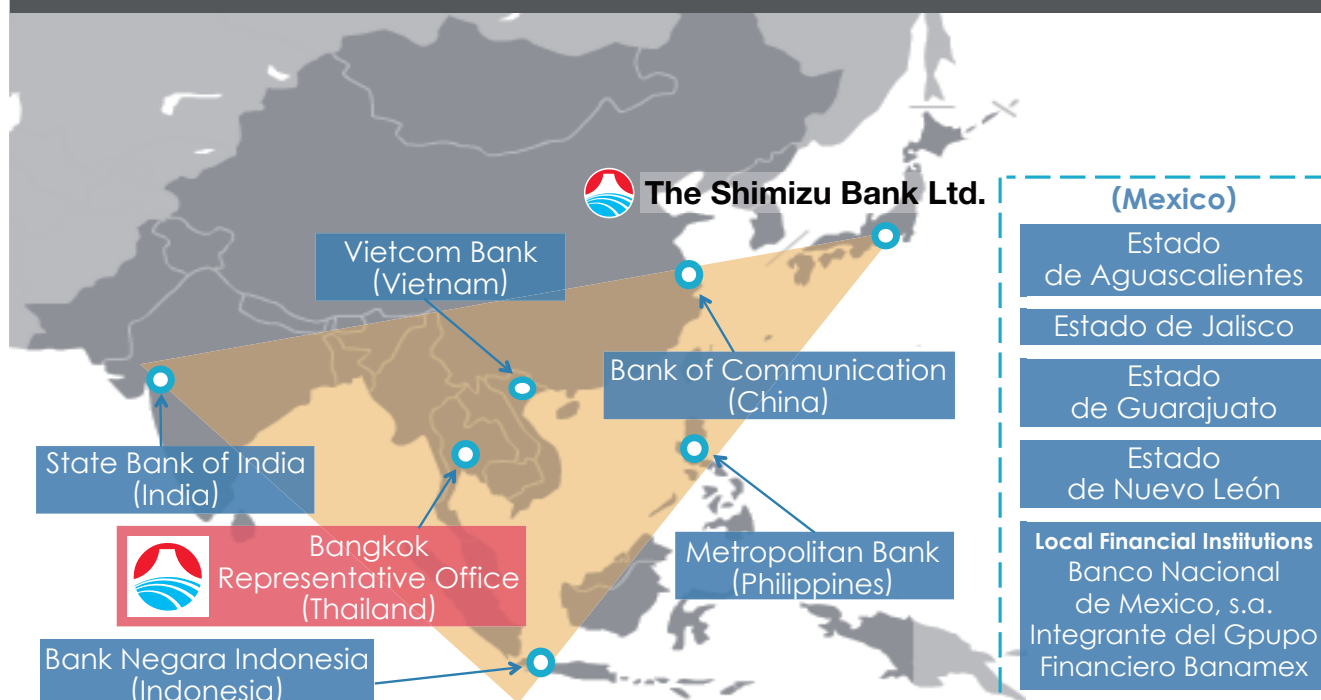 The Shimizu Bank Ltd.
(Mexico)
Estado
de Aguascalientes
Estado de Jalisco
Estado
de Guarajuato
Estado
de Nuevo León
Local Financial Institutions
Banco Nacional
de Mexico, s.a.
Integrante del Gpupo
Financiero Banamex
Vietcom Bank
(Vietnam)
Bank of Communication
(China)
State Bank of India
(India)
Bangkok
Representative Office
(Thailand)
Metropolitan Bank
(Philippines)
Bank Negara Indonesia
(Indonesia)